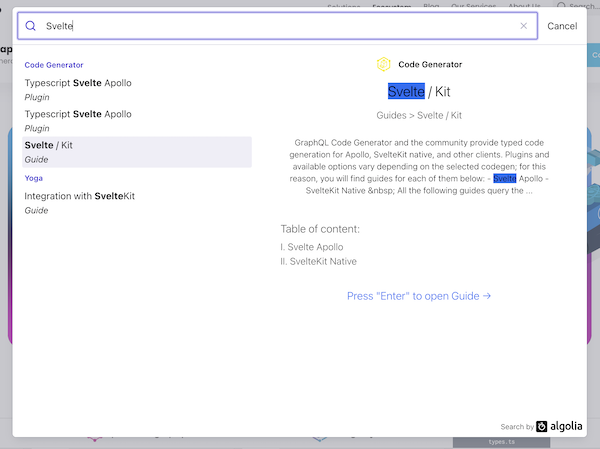 Solutions Ecosystem Blog Our Services About Us Search...
Svelte
Cancel
Code Generator
Typescript Svelte Apollo
Plugin
Typescript Svelte Apollo
Plugin
Svelte / Kit
Guide
Yoga
Integration with SvelteKit
Guide
Code Generator
Svelte / Kit
Guides > Svelte / Kit
GraphQL Code Generator and the community provide typed code
generation for Apollo, SvelteKit native, and other clients. Plugins and
available options vary depending on the selected codegen; for this
reason, you will find guides for each of them below: - Svelte Apollo -
SvelteKit Native &nbsp; All the following guides query the ...
Table of content:
I. Svelte Apollo
II. SvelteKit Native
Press "Enter" to open Guide →
Search by algolia
types.ts